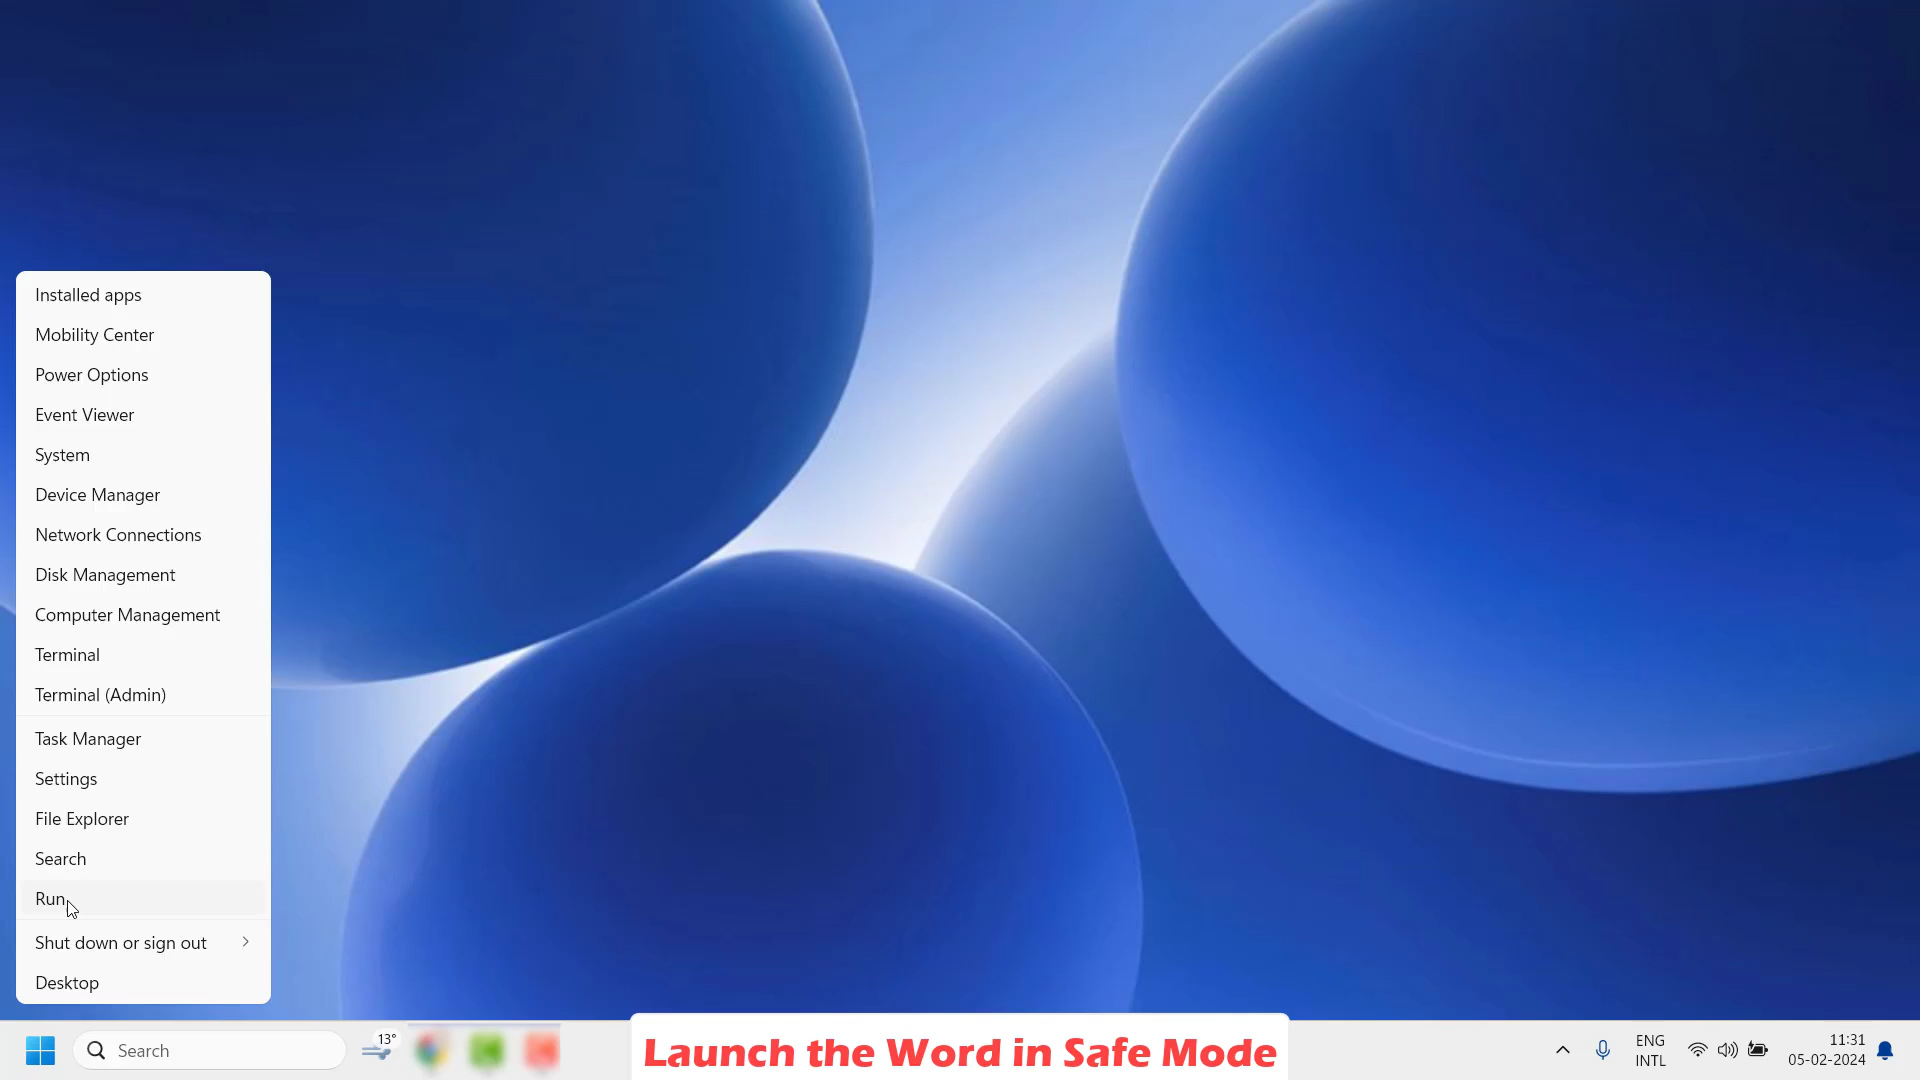 Installed apps
Mobility Center
Power Options
Event Viewer
System
Device Manager
Network Connections
Disk Management
Computer Management
Terminal
Terminal (Admin)
Task Manager
Settings
File Explorer
Search
Run
Shut down or sign out
Desktop
Search
13°
Launch the Word in Safe Mode
ENG
INTL
11:31
05-02-2024